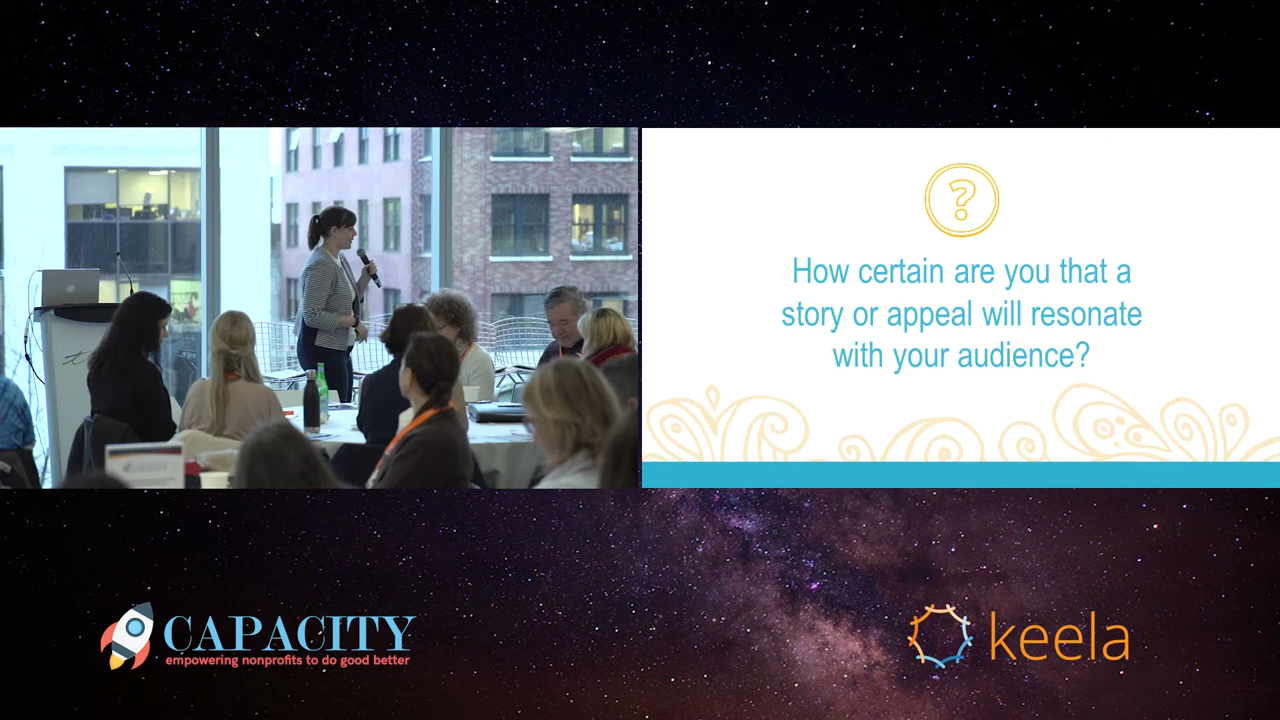 ?
How certain are you that a
story or appeal will resonate
with your audience?
CAPACITY
empowering nonprofits to do good better
keela